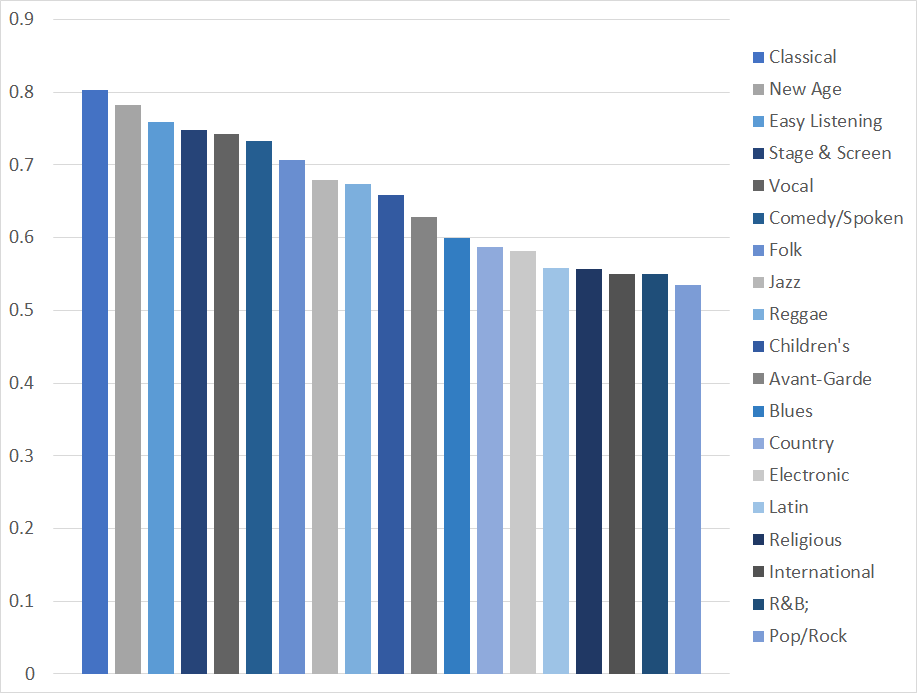 0.9
0.8
0.7
0.6
0.5
0.4
0.3
0.2
0.1
0
Classical
New Age
Easy Listening
Stage & Screen
Vocal
Comedy/Spoken
Folk
Jazz
Reggae
Children's
Avant-Garde
Blues
Country
Electronic
Latin
Religious
International
R&B;
Pop/Rock